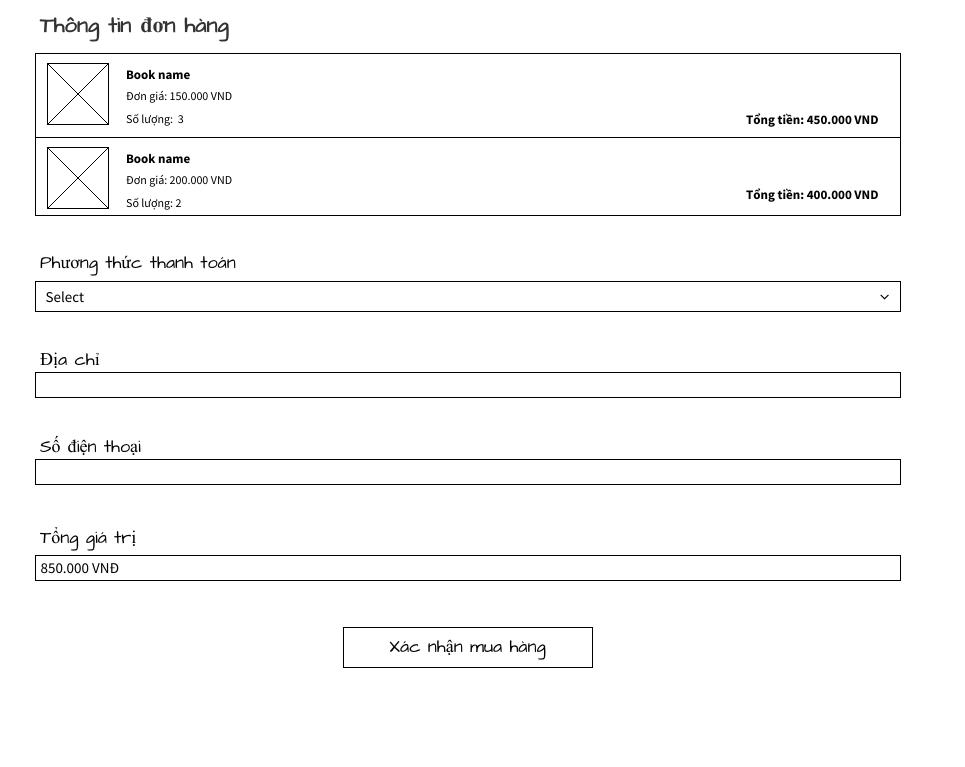 Thông tin đơn hàng
Book name
Đơn giá: 150.000 VND
Số lượng: 3
Tổng tiền: 450.000 VND
Book name
Đơn giá: 200.000 VND
Số lượng: 2
Tổng tiền: 400.000 VND
Phương thức thanh toán
Select
Địa chỉ
Số điện thoại
Tổng giá trị
850.000 VNĐ
Xác nhận mua hàng